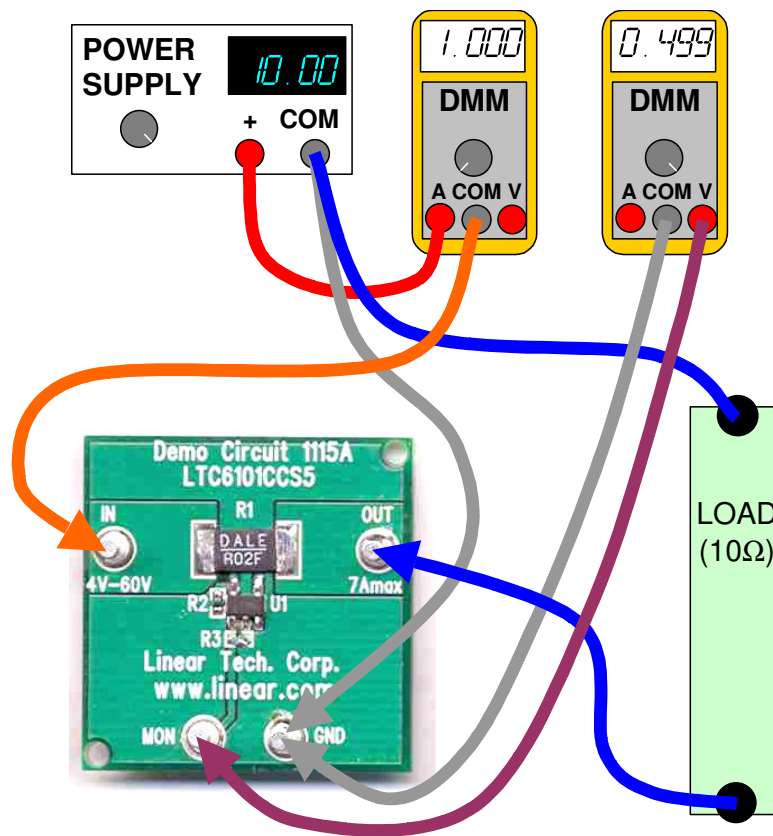 POWER
SUPPLY
10.00
+ COM
1.000
DMM
A COM V
0.499
DMM
A COM V
Demo Circuit 1115A
LTC6101CCS5
R1
IN
OUT
DALE
R02F
4V-60V
7Amax
R2
U1
R3
Linear Tech. Corp.
www.linear.com
MON
GND
LOAD
(10Ω)